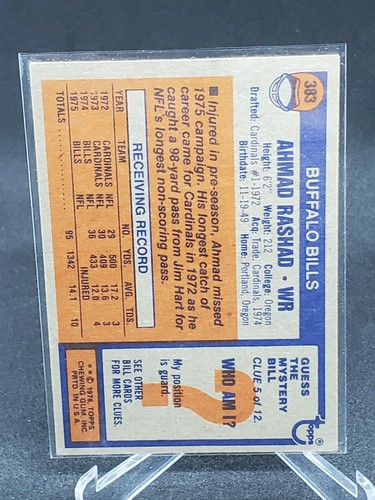 383
BUFFALO BILLS
AHMAD RASHAD • WR
Height: 6'2" Weight: 212 College: Oregon
Drafted: Cardinals #1-1972 Acq: Trade, Cardinals, 1974
Birthdate: 11-19-49 Home: Portland, Oregon
■ Injured in pre-season, Ahmad missed
1975 campaign. His longest catch of
career came for Cardinals in 1972 as he
caught a 98-yard pass from Jim Hart for
NFL's longest non-scoring pass.
RECEIVING RECORD
YEAR TEAM NO. YDS. AVG. TDS.
1972 CARDINALS NFL 29 500 17.2 3
1973 CARDINALS NFL 30 409 13.6 3
1974 BILLS NFL 36 433 12.0 4
1975 BILLS INJURED
TOTALS 95 1342 14.1 10
Topps
®
GUESS
THE
MYSTERY
BILL
CLUE 5 of 12.
WHO AM I?
My position
is guard.
?
SEE OTHER
BILL CARDS
FOR MORE CLUES.
★★ © 1976, TOPPS
CHEWING GUM, INC.
PRTD. IN U.S.A.